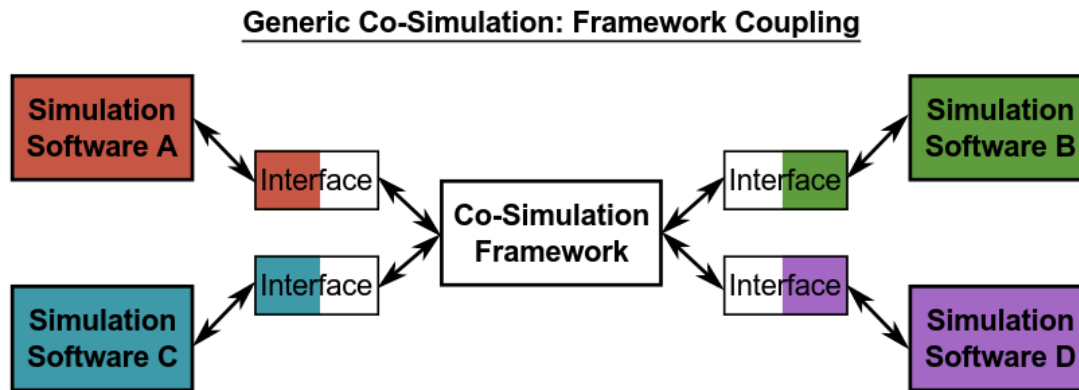 Generic Co-Simulation: Framework Coupling
Simulation
Software A
Simulation
Software B
Interface
Interface
Co-Simulation
Framework
Interface
Interface
Simulation
Software C
Simulation
Software D